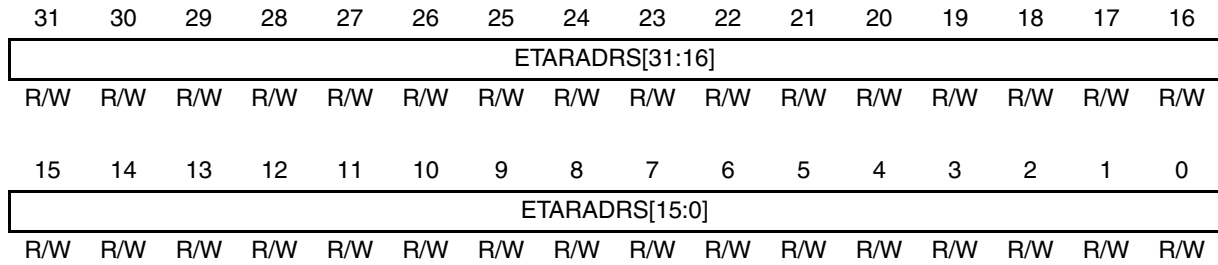 31 30 29 28 27 26 25 24 23 22 21 20 19 18 17 16
ETARADRS[31:16]
R/W R/W R/W R/W R/W R/W R/W R/W R/W R/W R/W R/W R/W R/W R/W R/W
15 14 13 12 11 10 9 8 7 6 5 4 3 2 1 0
ETARADRS[15:0]
R/W R/W R/W R/W R/W R/W R/W R/W R/W R/W R/W R/W R/W R/W R/W R/W